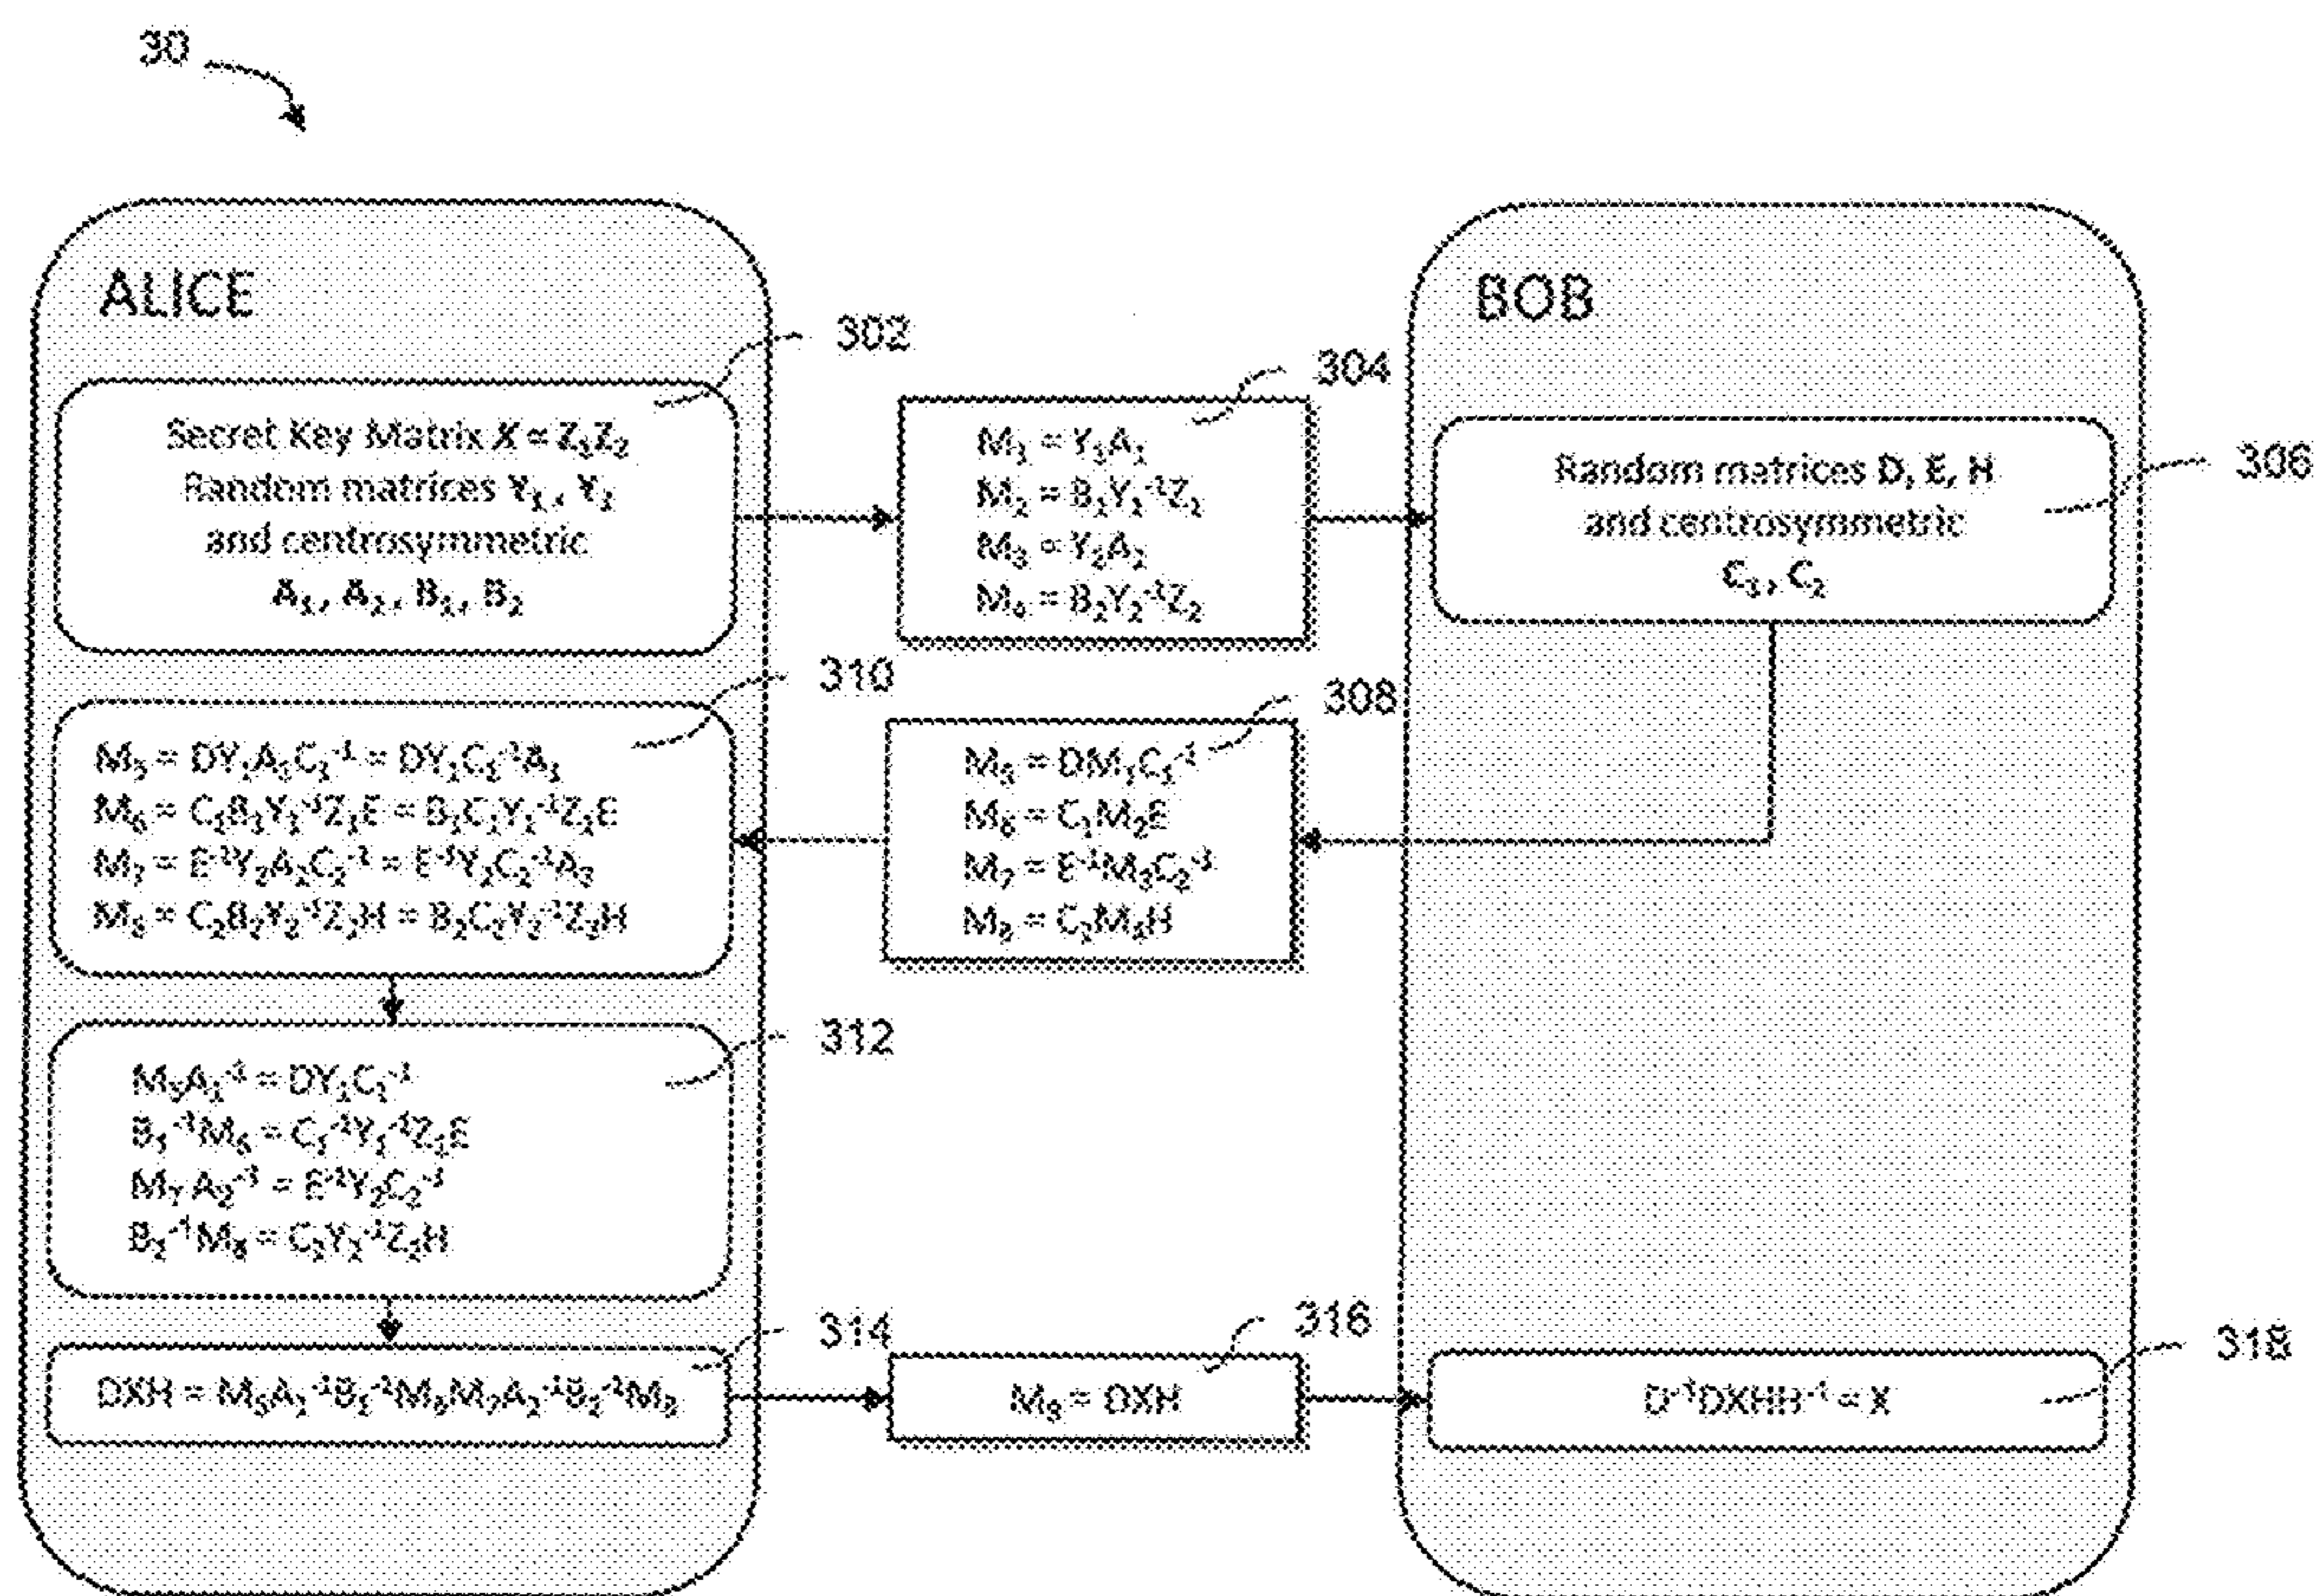 30
ALICE
302
Secret Key Matrix X = Z₁Z₂
Random matrices Y₁, Y₂
and centrosymmetric
A₁, A₂, B₁, B₂
304
M₁ = Y₁A₁
M₂ = B₁Y₁⁻¹Z₁
M₃ = Y₂A₂
M₄ = B₂Y₂⁻¹Z₂
BOB
306
Random matrices D, E, H
and centrosymmetric
C₁, C₂
308
M₅ = DM₁C₁⁻¹
M₆ = C₁M₂E
M₇ = E⁻¹M₃C₂⁻¹
M₈ = C₂M₄H
310
M₅ = DY₁A₁C₁⁻¹ = DY₁C₁⁻¹A₁
M₆ = C₁B₁Y₁⁻¹Z₁E = B₁C₁Y₁⁻¹Z₁E
M₇ = E⁻¹Y₂A₂C₂⁻¹ = E⁻¹Y₂C₂⁻¹A₂
M₈ = C₂B₂Y₂⁻¹Z₂H = B₂C₂Y₂⁻¹Z₂H
312
M₅A₁⁻¹ = DY₁C₁⁻¹
B₁⁻¹M₆ = C₁⁻¹Y₁⁻¹Z₁E
M₇A₂⁻¹ = E⁻¹Y₂C₂⁻¹
B₂⁻¹M₈ = C₂Y₂⁻¹Z₂H
314
DXH = M₅A₁⁻¹B₁⁻¹M₆M₇A₂⁻¹B₂⁻¹M₈
316
M₉ = DXH
318
D⁻¹DXHH⁻¹ = X